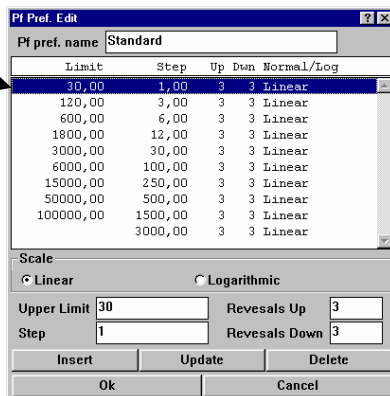 Pf Pref. Edit
Pf pref. name Standard
Limit Step Up Dwn Normal/Log
30,00 1,00 3 3 Linear
120,00 3,00 3 3 Linear
600,00 6,00 3 3 Linear
1800,00 12,00 3 3 Linear
3000,00 30,00 3 3 Linear
6000,00 100,00 3 3 Linear
15000,00 250,00 3 3 Linear
50000,00 500,00 3 3 Linear
100000,00 1500,00 3 3 Linear
3000,00 3 3 Linear
Scale
Linear Logarithmic
Upper Limit 30 Revesals Up 3
Step 1 Revesals Down 3
Insert Update Delete
Ok Cancel